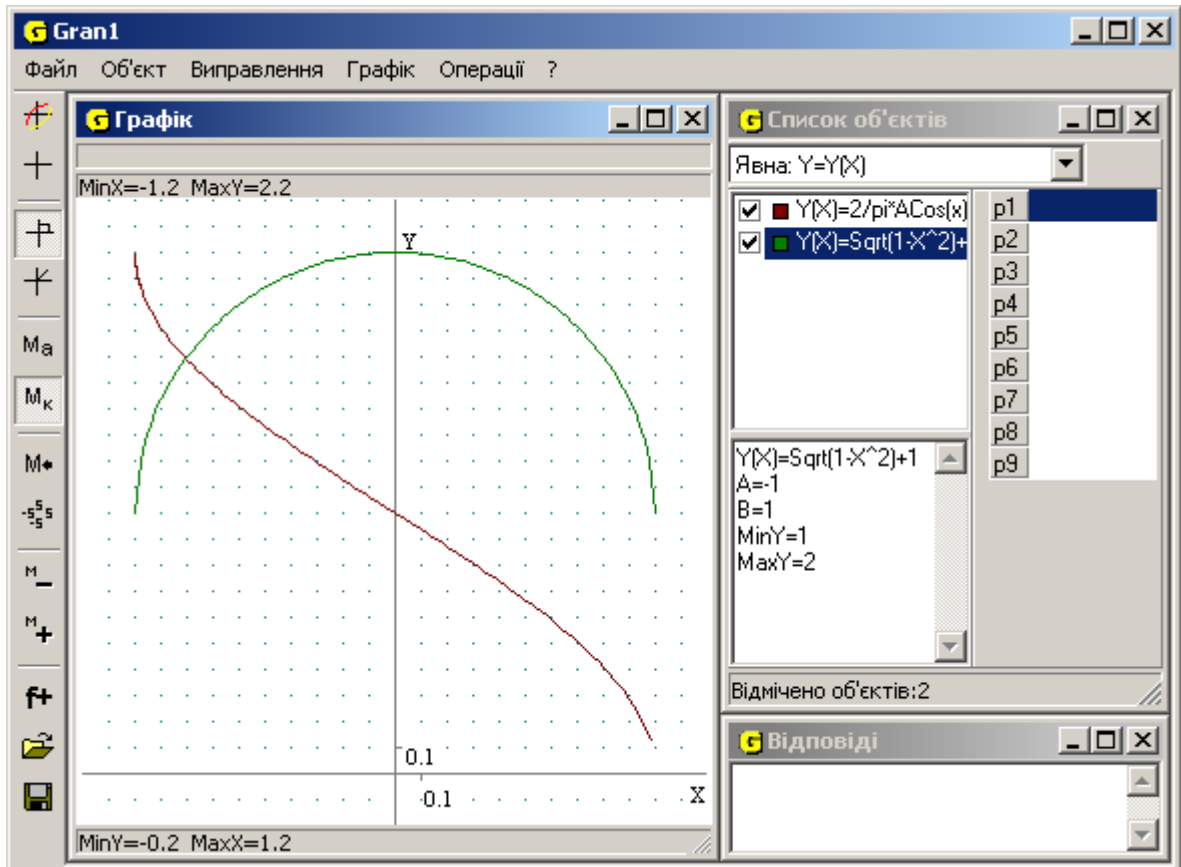 Gran1
Файл Об'єкт Виправлення Графік Операції ?
Графік
MinX=-1.2 MaxY=2.2
Y
0.1
0.1
X
MinY=-0.2 MaxX=1.2
Ma
Mк
M
-s s s -s
M
M +
f+
Список об'єктів
Явна: Y=Y(X)
Y(X)=2/pi*ACos(x)
Y(X)=Sqrt(1-X^2)+
p1
p2
p3
p4
p5
p6
p7
p8
p9
Y(X)=Sqrt(1-X^2)+1
A=-1
B=1
MinY=1
MaxY=2
Відмічено об'єктів:2
Відповіді